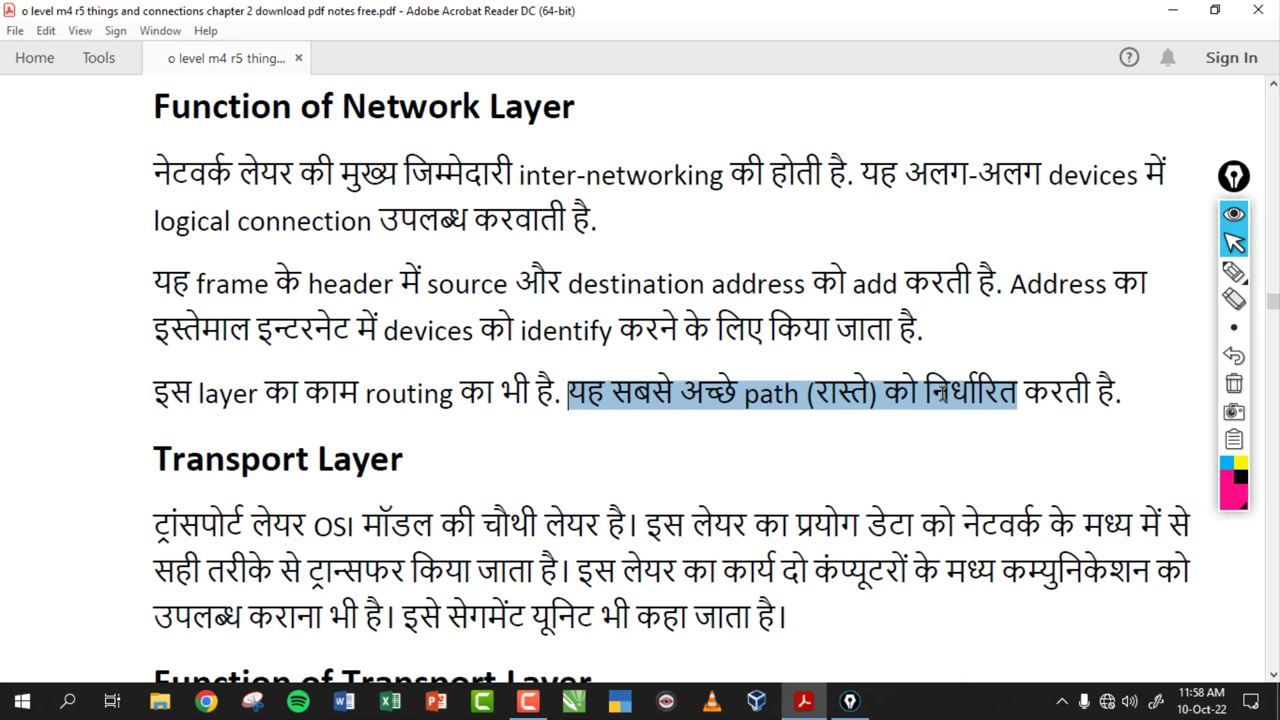 o level m4 r5 things and connections chapter 2 download pdf notes free.pdf - Adobe Acrobat Reader DC (64-bit)
File Edit View Sign Window Help
Home Tools o level m4 r5 thing... × Sign In
Function of Network Layer
नेटवर्क लेयर की मुख्य जिम्मेदारी inter-networking की होती है. यह अलग-अलग devices में
logical connection उपलब्ध करवाती है.
यह frame के header में source और destination address को add करती है. Address का
इस्तेमाल इन्टरनेट में devices को identify करने के लिए किया जाता है.
इस layer का काम routing का भी है. यह सबसे अच्छे path (रास्ते) को निर्धारित करती है.
Transport Layer
ट्रांसपोर्ट लेयर OSI मॉडल की चौथी लेयर है। इस लेयर का प्रयोग डेटा को नेटवर्क के मध्य में से
सही तरीके से ट्रान्सफर किया जाता है। इस लेयर का कार्य दो कंप्यूटरों के मध्य कम्युनिकेशन को
उपलब्ध कराना भी है। इसे सेगमेंट यूनिट भी कहा जाता है।
Function of Transport Layer
11:58 AM
10-Oct-22